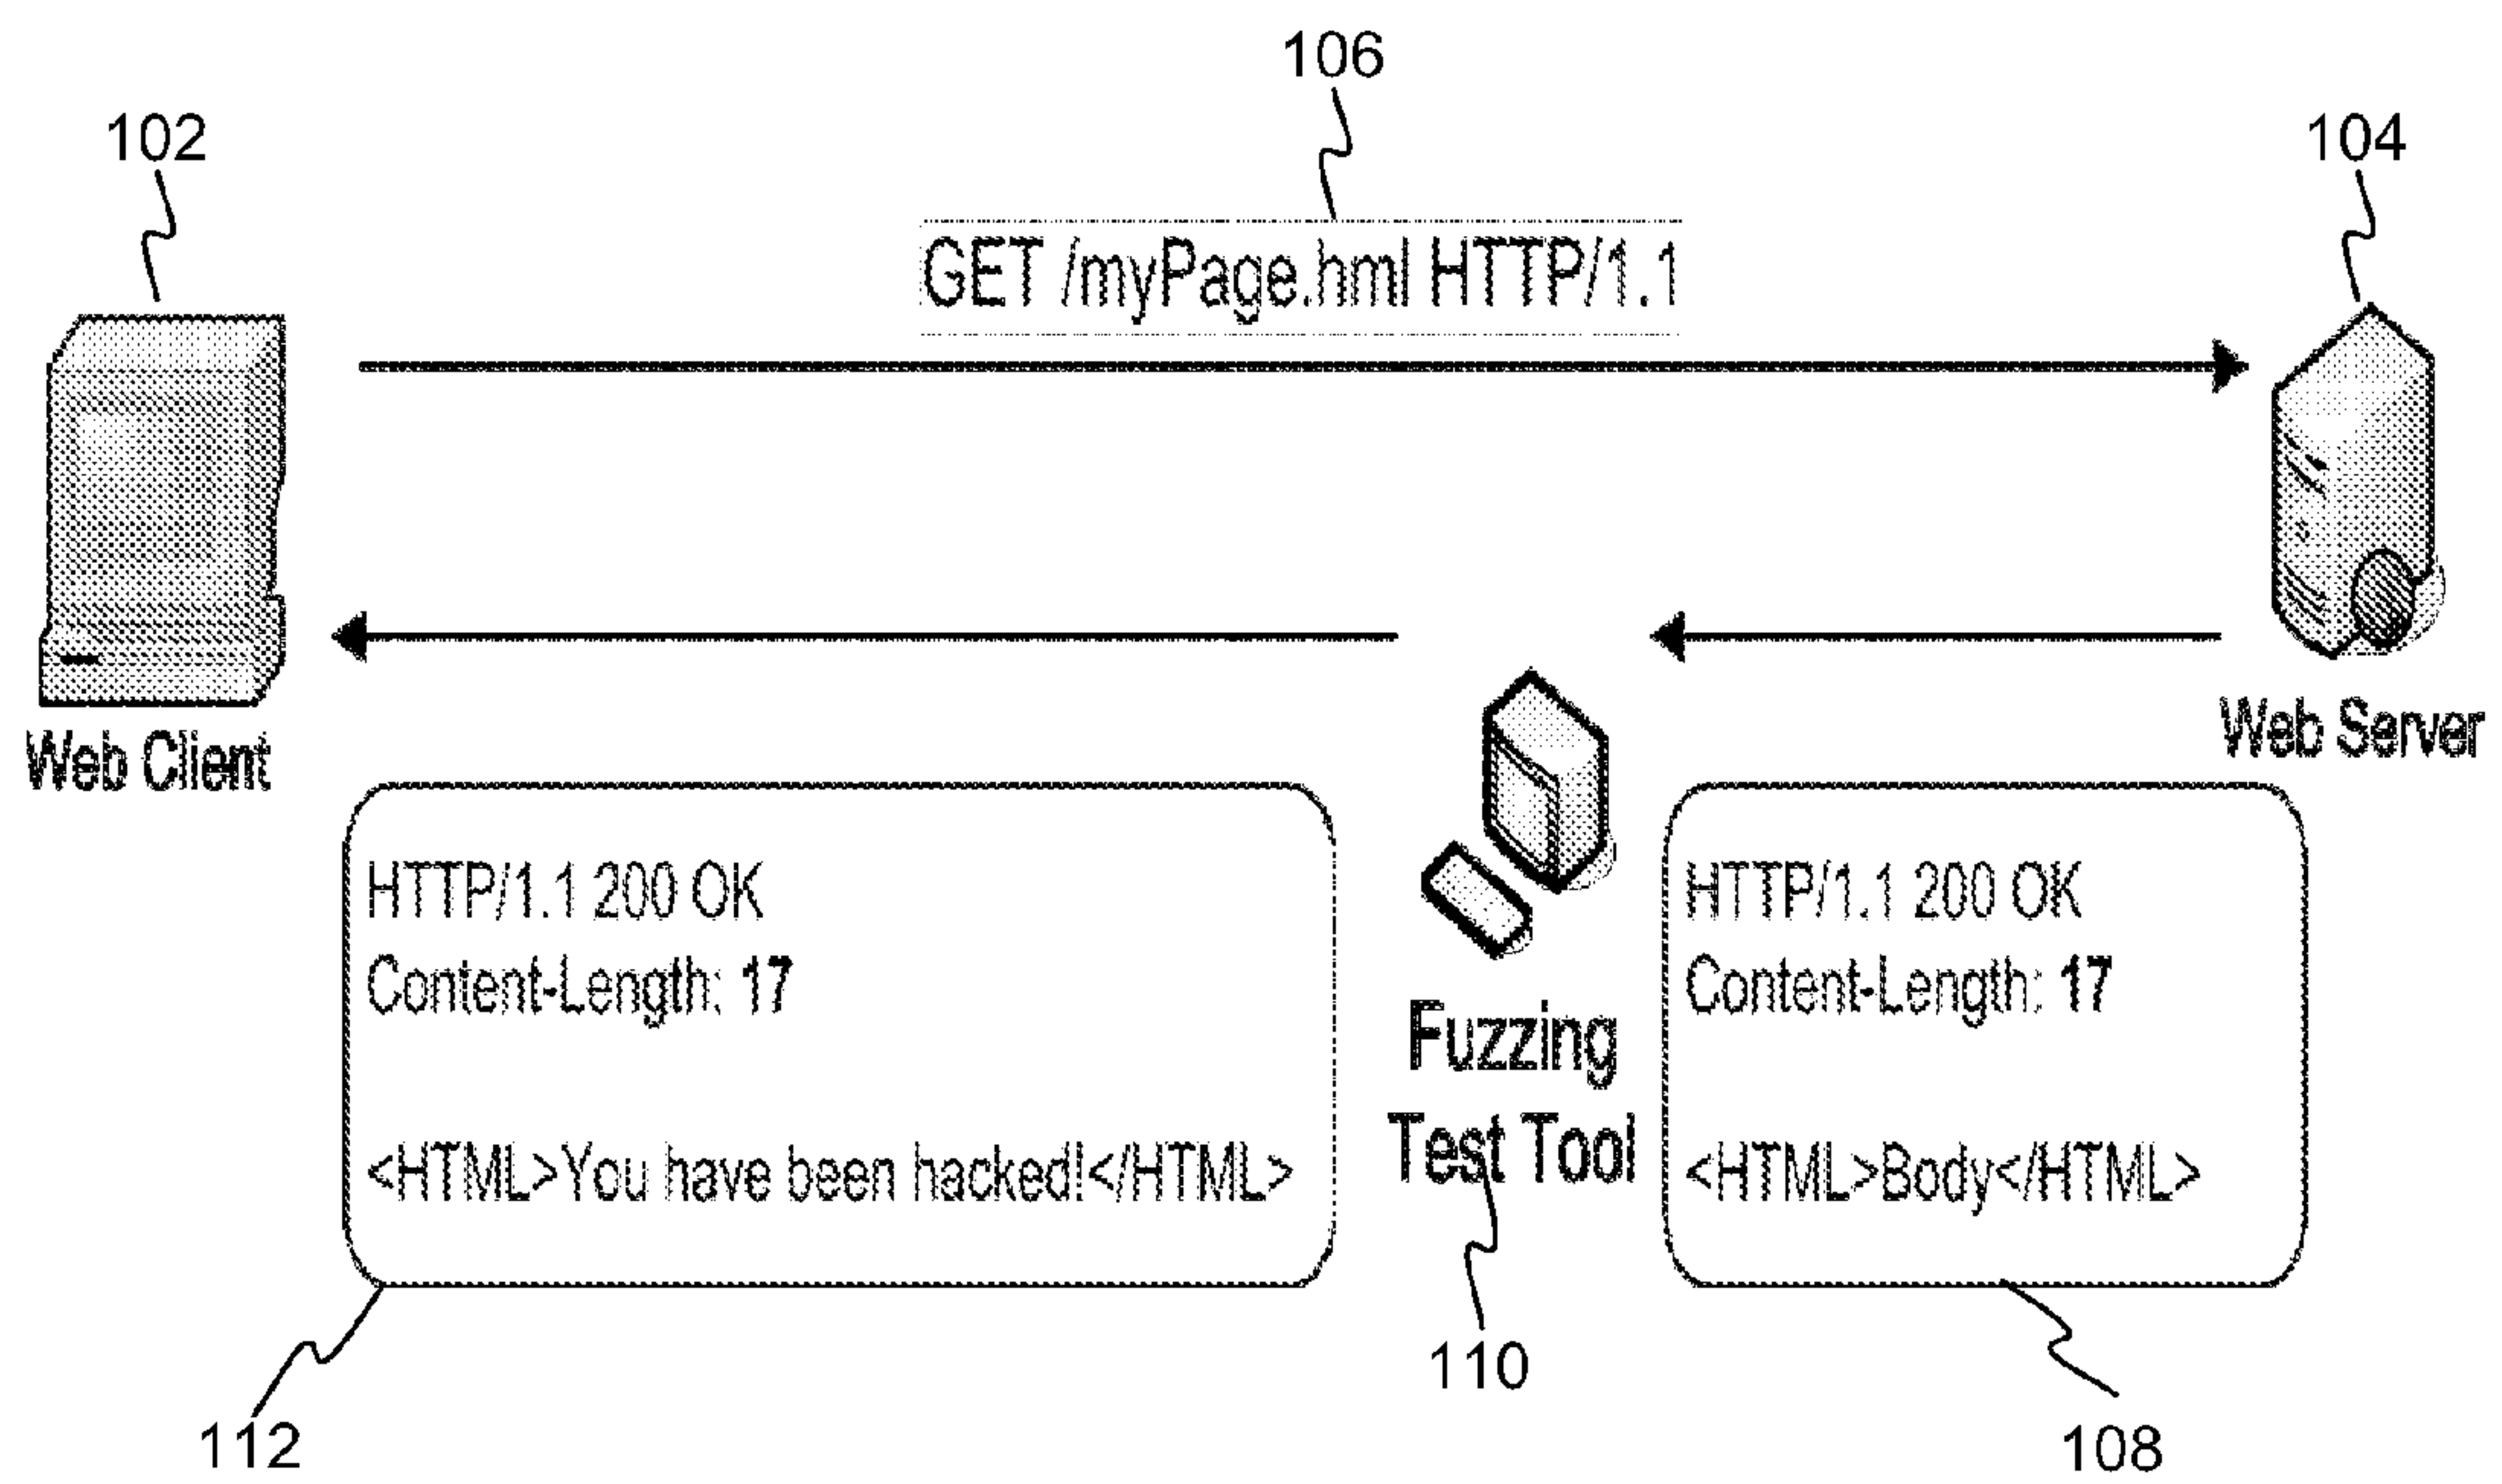 106
102
104
GET /myPage.hml HTTP/1.1
Web Client
Web Server
HTTP/1.1 200 OK
Content-Length: 17
<HTML>You have been hacked!</HTML>
Fuzzing
Test Tool
HTTP/1.1 200 OK
Content-Length: 17
<HTML>Body</HTML>
110
112
108